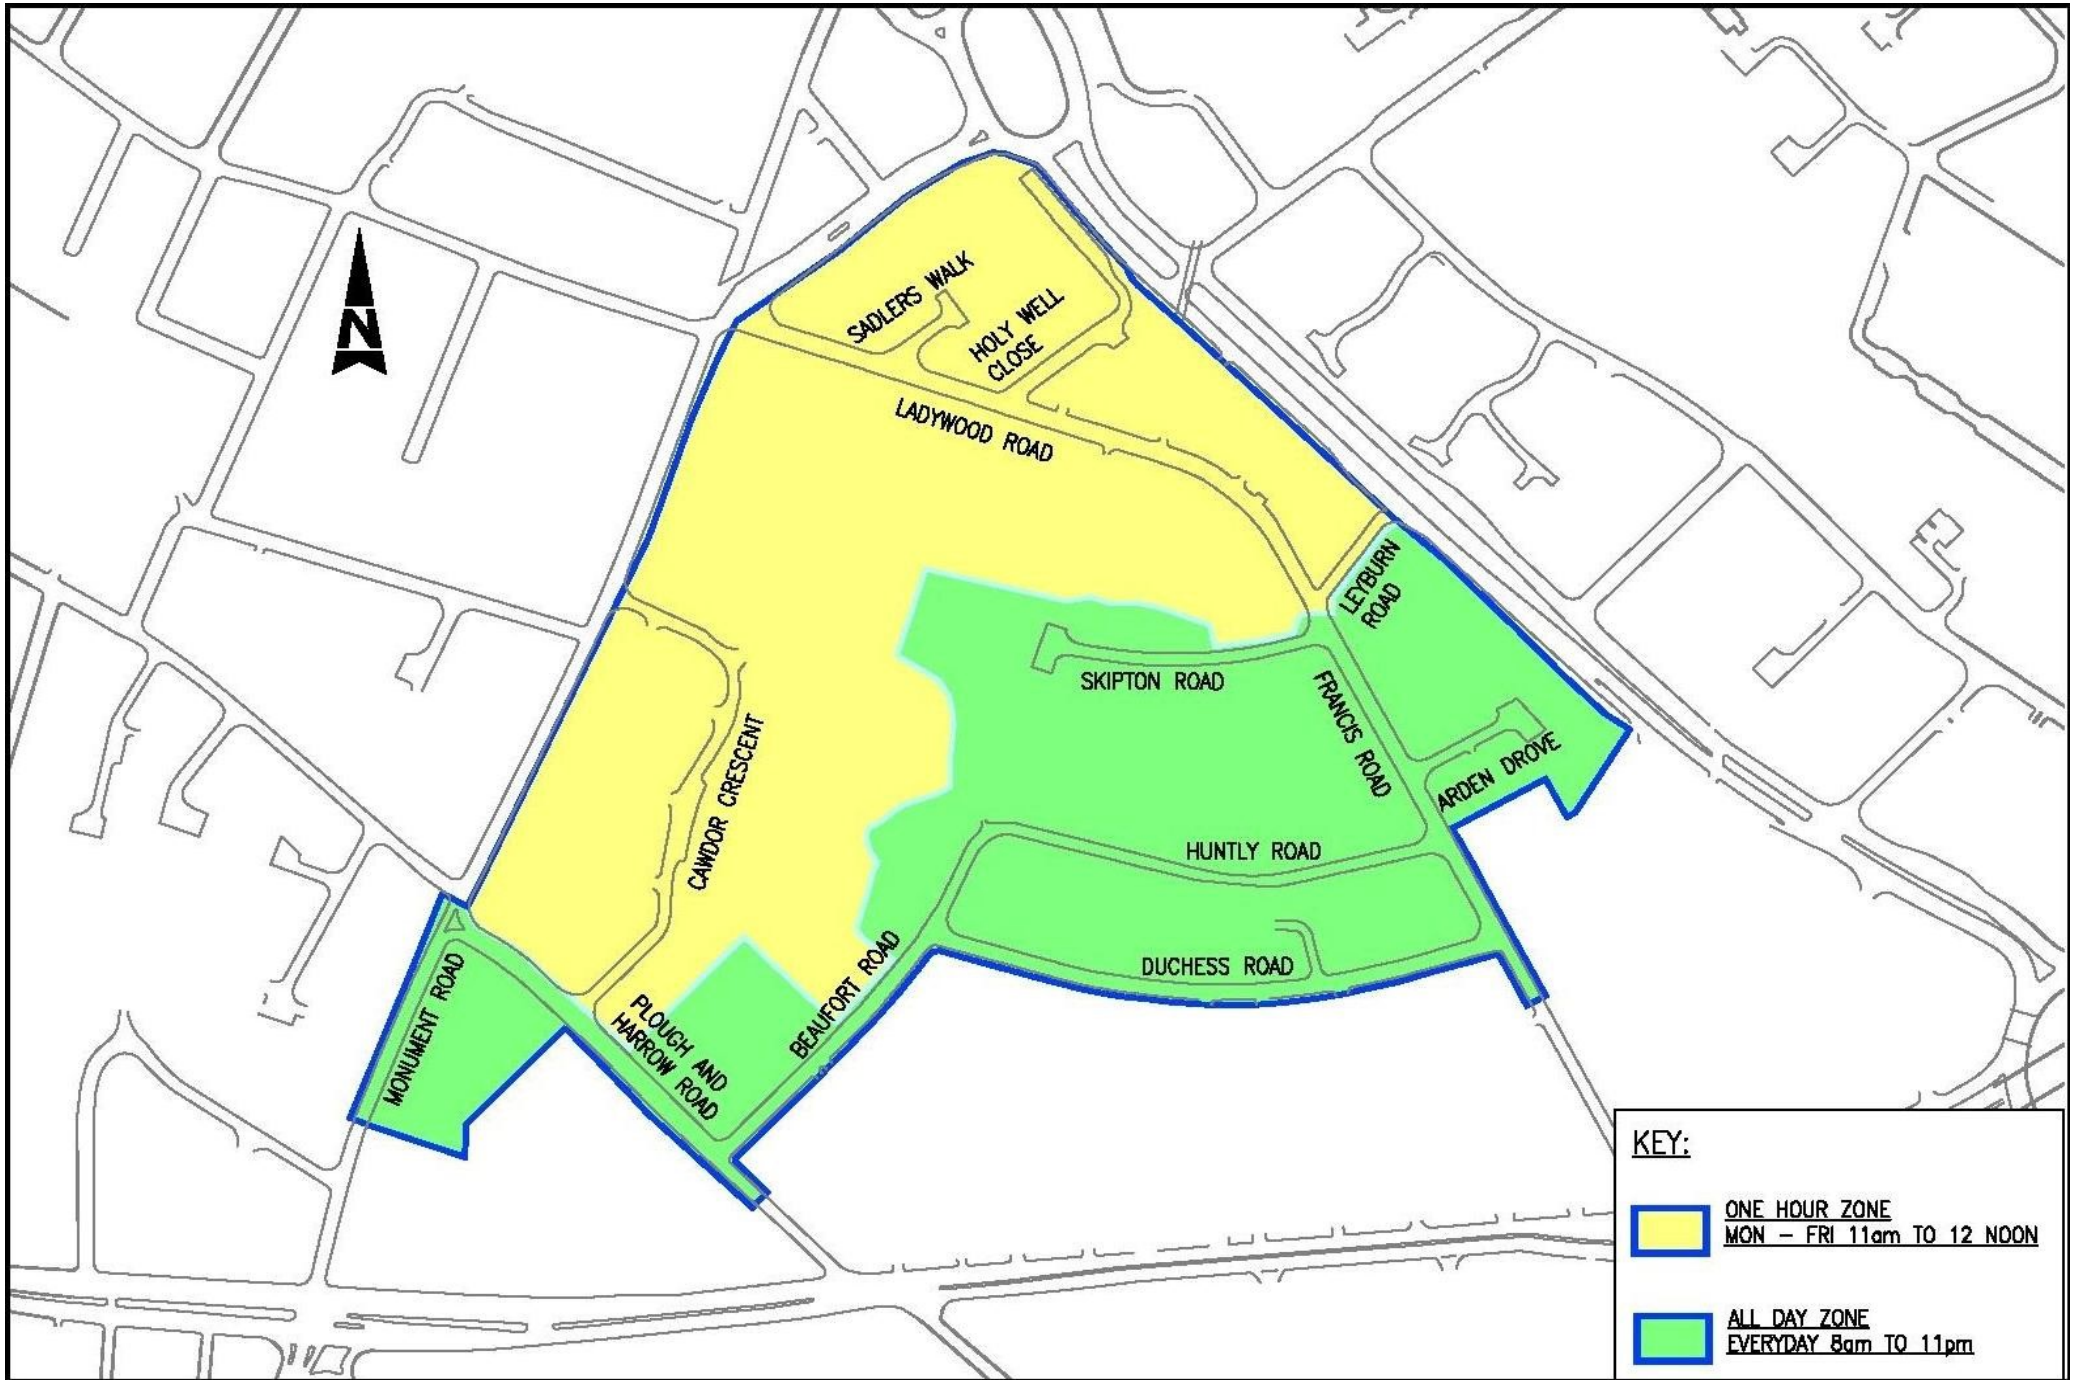 N
SADLERS WALK
HOLY WELL
CLOSE
LADYWOOD ROAD
LEYBURN
ROAD
SKIPTON ROAD
FRANCIS ROAD
CAWDOR CRESCENT
ARDEN DROVE
HUNTLY ROAD
BEAUFORT ROAD
DUCHESS ROAD
MONUMENT ROAD
PLOUGH AND
HARROW ROAD
KEY:
ONE HOUR ZONE
MON - FRI 11am TO 12 NOON
ALL DAY ZONE
EVERYDAY 8am TO 11pm